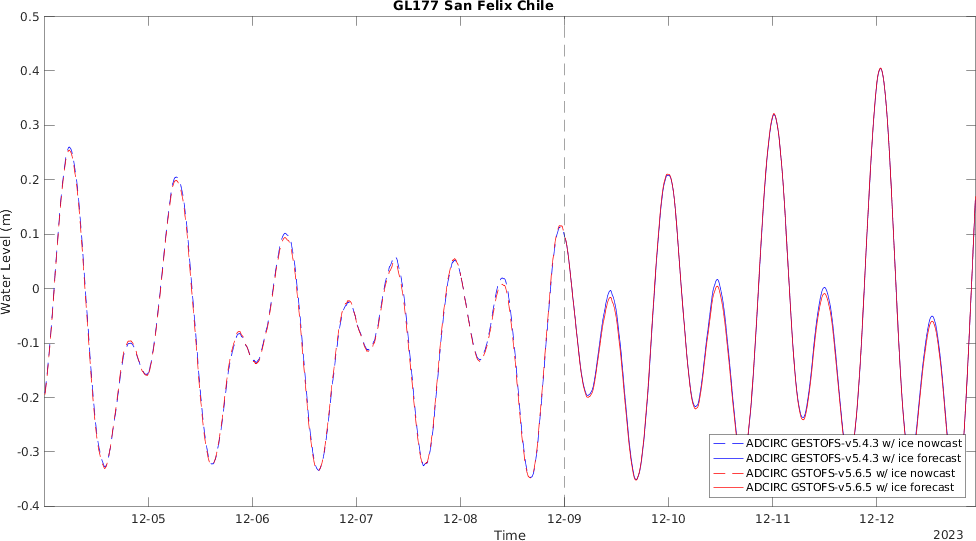 GL177 San Felix Chile
0.5
0.4
0.3
0.2
0.1
0
-0.1
-0.2
-0.3
-0.4
Water Level (m)
ADCIRC GESTOFS-v5.4.3 w/ ice nowcast
ADCIRC GESTOFS-v5.4.3 w/ ice forecast
ADCIRC GSTOFS-v5.6.5 w/ ice nowcast
ADCIRC GSTOFS-v5.6.5 w/ ice forecast
12-05 12-06 12-07 12-08 12-09 12-10 12-11 12-12
Time
2023